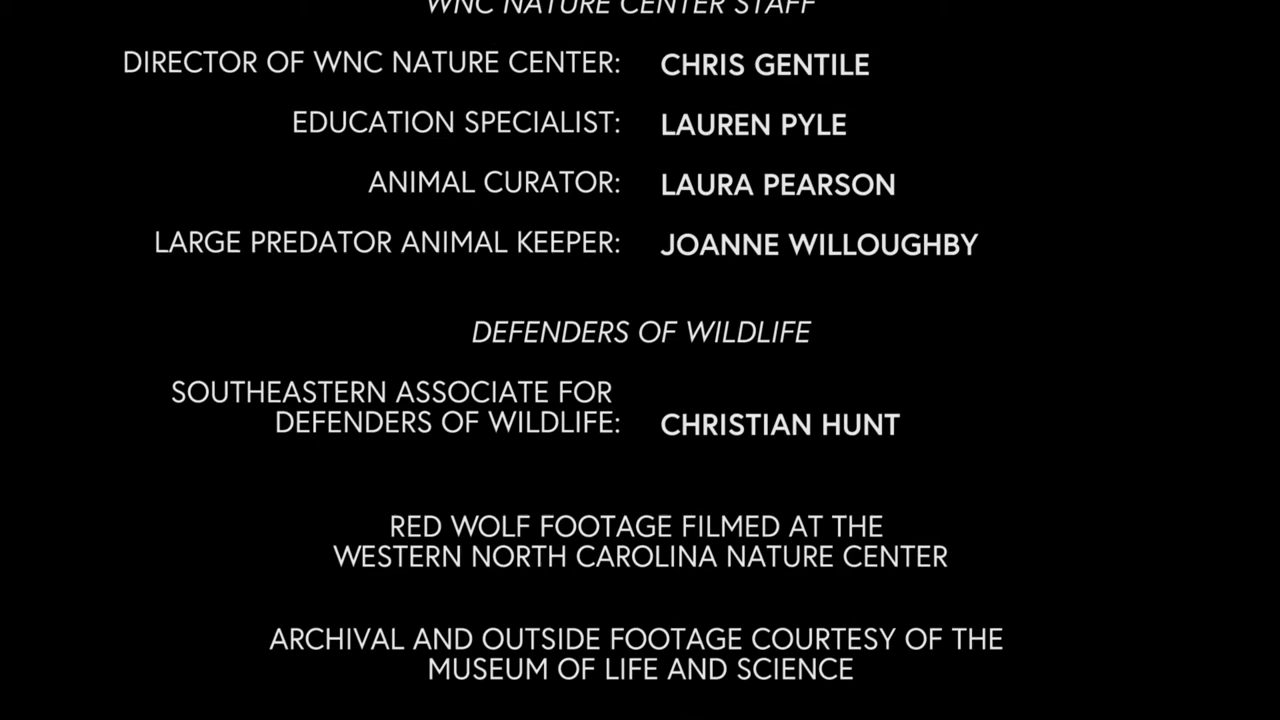 WNC NATURE CENTER STAFF
DIRECTOR OF WNC NATURE CENTER: CHRIS GENTILE
EDUCATION SPECIALIST: LAUREN PYLE
ANIMAL CURATOR: LAURA PEARSON
LARGE PREDATOR ANIMAL KEEPER: JOANNE WILLOUGHBY
DEFENDERS OF WILDLIFE
SOUTHEASTERN ASSOCIATE FOR
DEFENDERS OF WILDLIFE: CHRISTIAN HUNT
RED WOLF FOOTAGE FILMED AT THE
WESTERN NORTH CAROLINA NATURE CENTER
ARCHIVAL AND OUTSIDE FOOTAGE COURTESY OF THE
MUSEUM OF LIFE AND SCIENCE